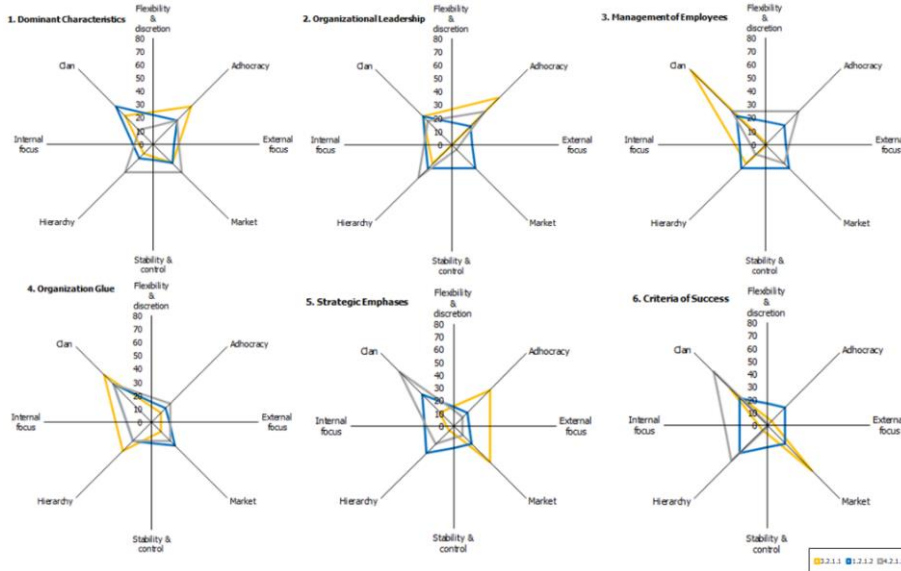 1. Dominant Characteristics
Flexibility
&
discretion
80
70
60
50
40
30
20
10
0
Clan
Adhocracy
Internal
focus
External
focus
Hierarchy
Market
Stability &
control
2. Organizational Leadership
Flexibility
&
discretion
80
70
60
50
40
30
20
10
0
Clan
Adhocracy
Internal
focus
External
focus
Hierarchy
Market
Stability &
control
3. Management of Employees
Flexibility
&
discretion
80
70
60
50
40
30
20
10
0
Clan
Adhocracy
Internal
focus
External
focus
Hierarchy
Market
Stability &
control
4. Organization Glue
Flexibility
&
discretion
80
70
60
50
40
30
20
10
0
Clan
Adhocracy
Internal
focus
External
focus
Hierarchy
Market
Stability &
control
5. Strategic Emphases
Flexibility
&
discretion
80
70
60
50
40
30
20
10
0
Clan
Adhocracy
Internal
focus
External
focus
Hierarchy
Market
Stability &
control
6. Criteria of Success
Flexibility
&
discretion
80
70
60
50
40
30
20
10
0
Clan
Adhocracy
Internal
focus
External
focus
Hierarchy
Market
Stability &
control
1.2.1.2